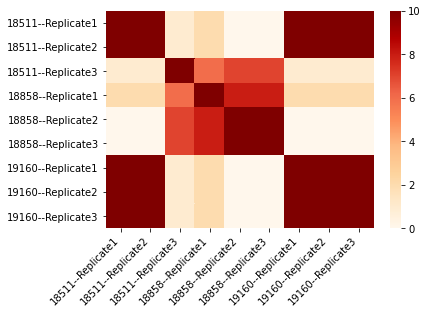 18511--Replicate1
18511--Replicate2
18511--Replicate3
18858--Replicate1
18858--Replicate2
18858--Replicate3
19160--Replicate1
19160--Replicate2
19160--Replicate3
18511--Replicate1
18511--Replicate2
18511--Replicate3
18858--Replicate1
18858--Replicate2
18858--Replicate3
19160--Replicate1
19160--Replicate2
19160--Replicate3
10
8
6
4
2
0